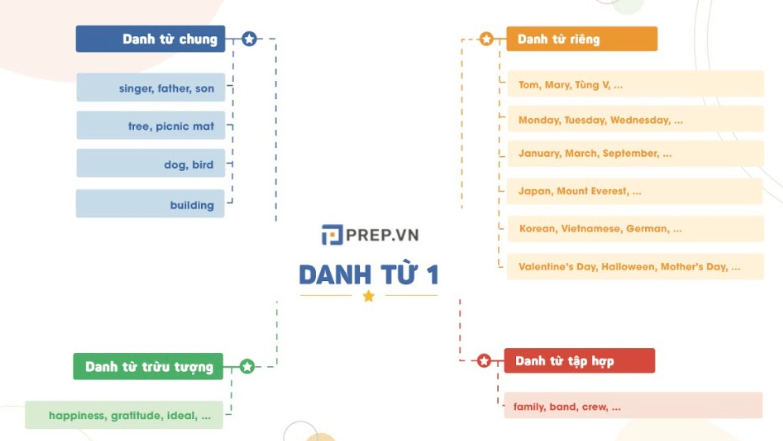 Danh từ chung
singer, father, son
tree, picnic mat
dog, bird
building
Danh từ riêng
Tom, Mary, Tùng V, ...
Monday, Tuesday, Wednesday, ...
January, March, September, ...
Japan, Mount Everest, ...
Korean, Vietnamese, German, ...
Valentine's Day, Halloween, Mother's Day, ...
PREP.VN
DANH TỪ 1
Danh từ trừu tượng
happiness, gratitude, ideal, ...
Danh từ tập hợp
family, band, crew, ...